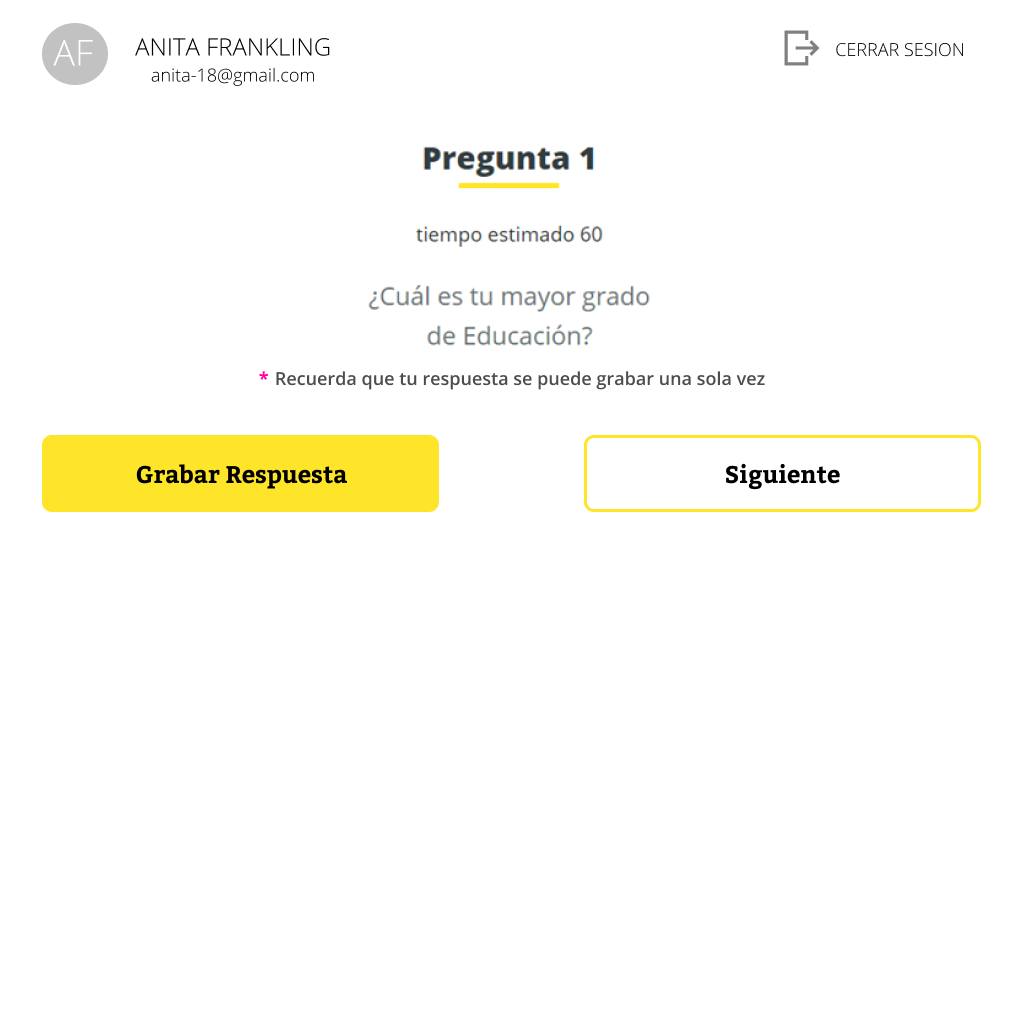 AF
ANITA FRANKLING
anita-18@gmail.com
CERRAR SESION
Pregunta 1
tiempo estimado 60
¿Cuál es tu mayor grado
de Educación?
* Recuerda que tu respuesta se puede grabar una sola vez
Grabar Respuesta
Siguiente